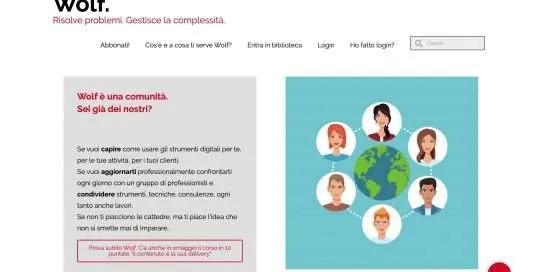 Wolf.
Risolve problemi. Gestisce la complessità.
Abbonati!   Cos'è e a cosa ti serve Wolf?   Entra in biblioteca   Login   Ho fatto login?   Cerca
Wolf è una comunità.
Sei già dei nostri?
Se vuoi capire come usare gli strumenti digitali per te,
per le tue attività, per i tuoi clienti.
Se vuoi aggiornarti professionalmente confrontarti
ogni giorno con un gruppo di professionisti e
condividere strumenti, tecniche, consulenze, ogni
tanto anche lavori.
Se non ti piacciono le cattedre, ma ti piace l'idea che
non si smette mai di imparare..
Prova subito Wolf. C'è anche in omaggio il corso in 10
puntate "Il contenuto e la sua delivery"